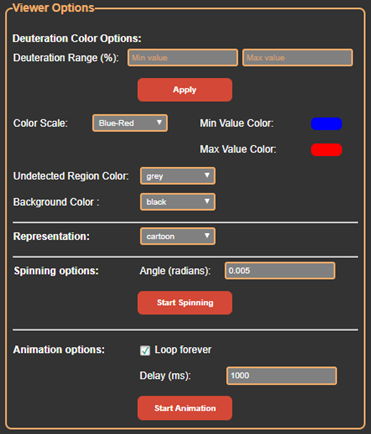 Viewer Options
Deuteration Color Options:
Deuteration Range (%): Min value Max value
Apply
Color Scale: Blue-Red Min Value Color:
Max Value Color:
Undetected Region Color: grey
Background Color : black
Representation: cartoon
Spinning options: Angle (radians): 0.005
Start Spinning
Animation options: Loop forever
Delay (ms): 1000
Start Animation